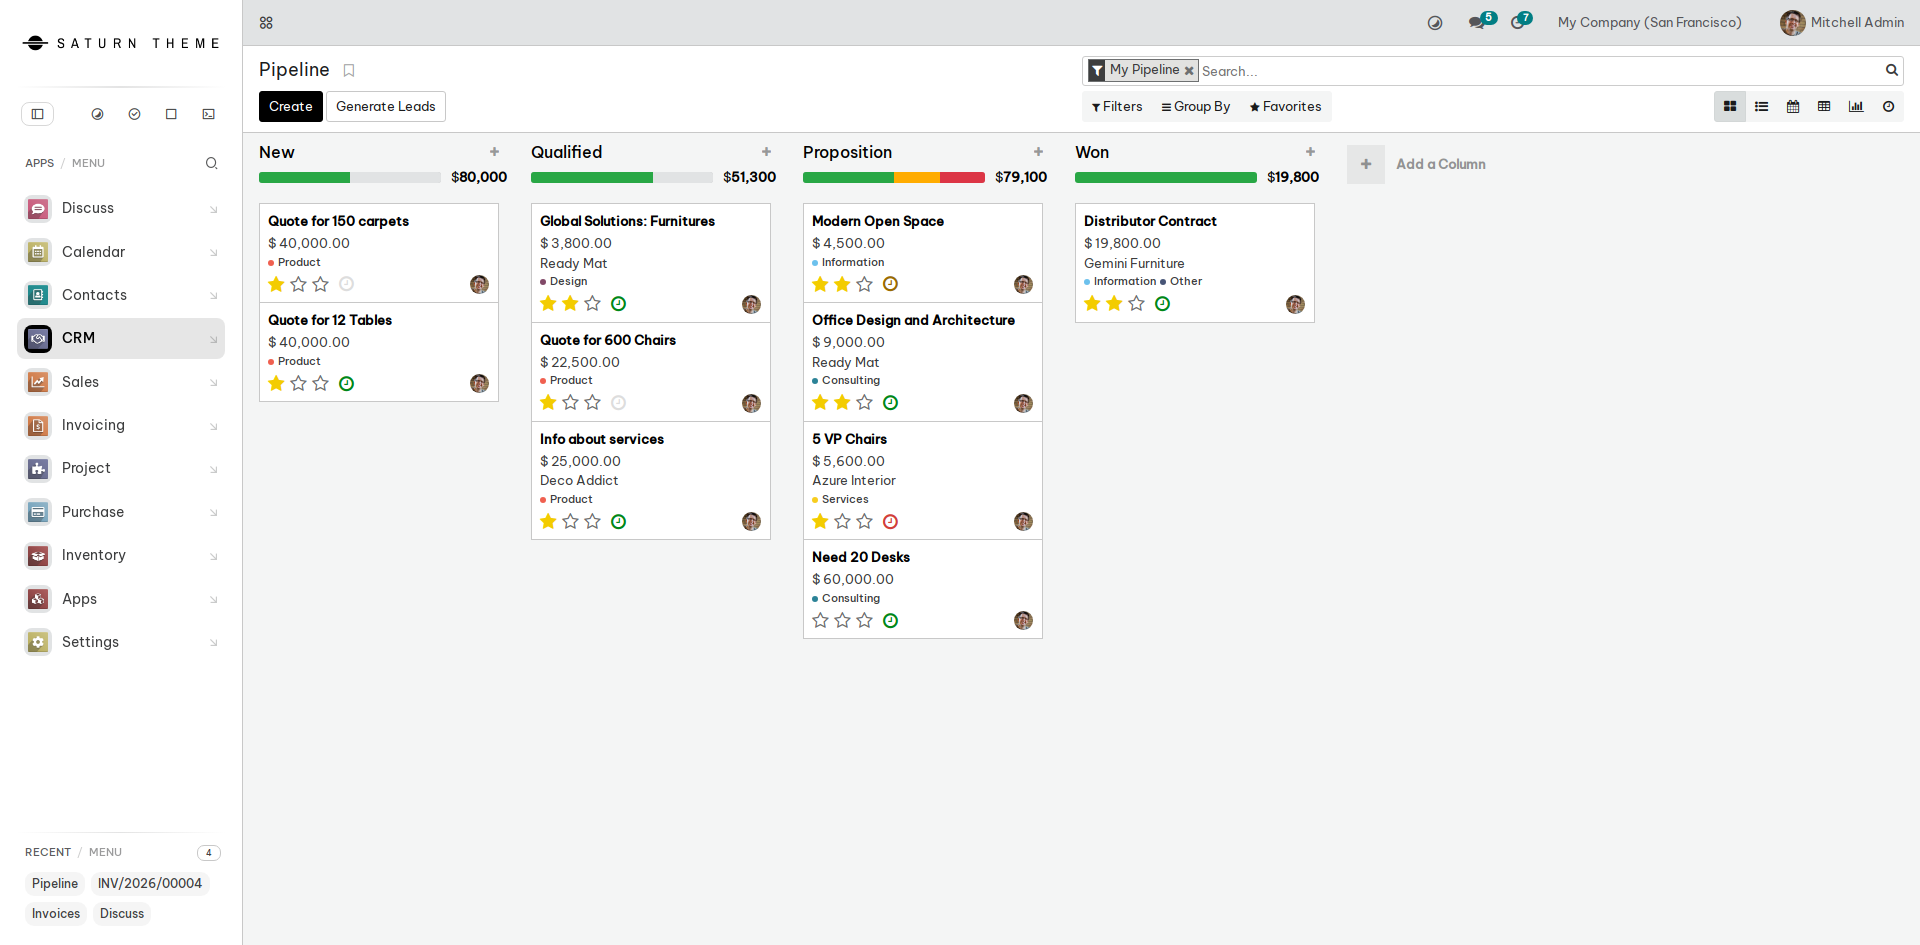 SATURN THEME
APPS / MENU
Discuss
Calendar
Contacts
CRM
Sales
Invoicing
Project
Purchase
Inventory
Apps
Settings
RECENT / MENU 4
Pipeline INV/2026/00004
Invoices Discuss
5 7 My Company (San Francisco) Mitchell Admin
Pipeline
My Pipeline Search...
Create Generate Leads
Filters Group By Favorites
New
$80,000
Quote for 150 carpets
$ 40,000.00
Product
Quote for 12 Tables
$ 40,000.00
Product
Qualified
$51,300
Global Solutions: Furnitures
$ 3,800.00
Ready Mat
Design
Quote for 600 Chairs
$ 22,500.00
Product
Info about services
$ 25,000.00
Deco Addict
Product
Proposition
$79,100
Modern Open Space
$ 4,500.00
Information
Office Design and Architecture
$ 9,000.00
Ready Mat
Consulting
5 VP Chairs
$ 5,600.00
Azure Interior
Services
Need 20 Desks
$ 60,000.00
Consulting
Won
$19,800
Distributor Contract
$ 19,800.00
Gemini Furniture
Information Other
Add a Column